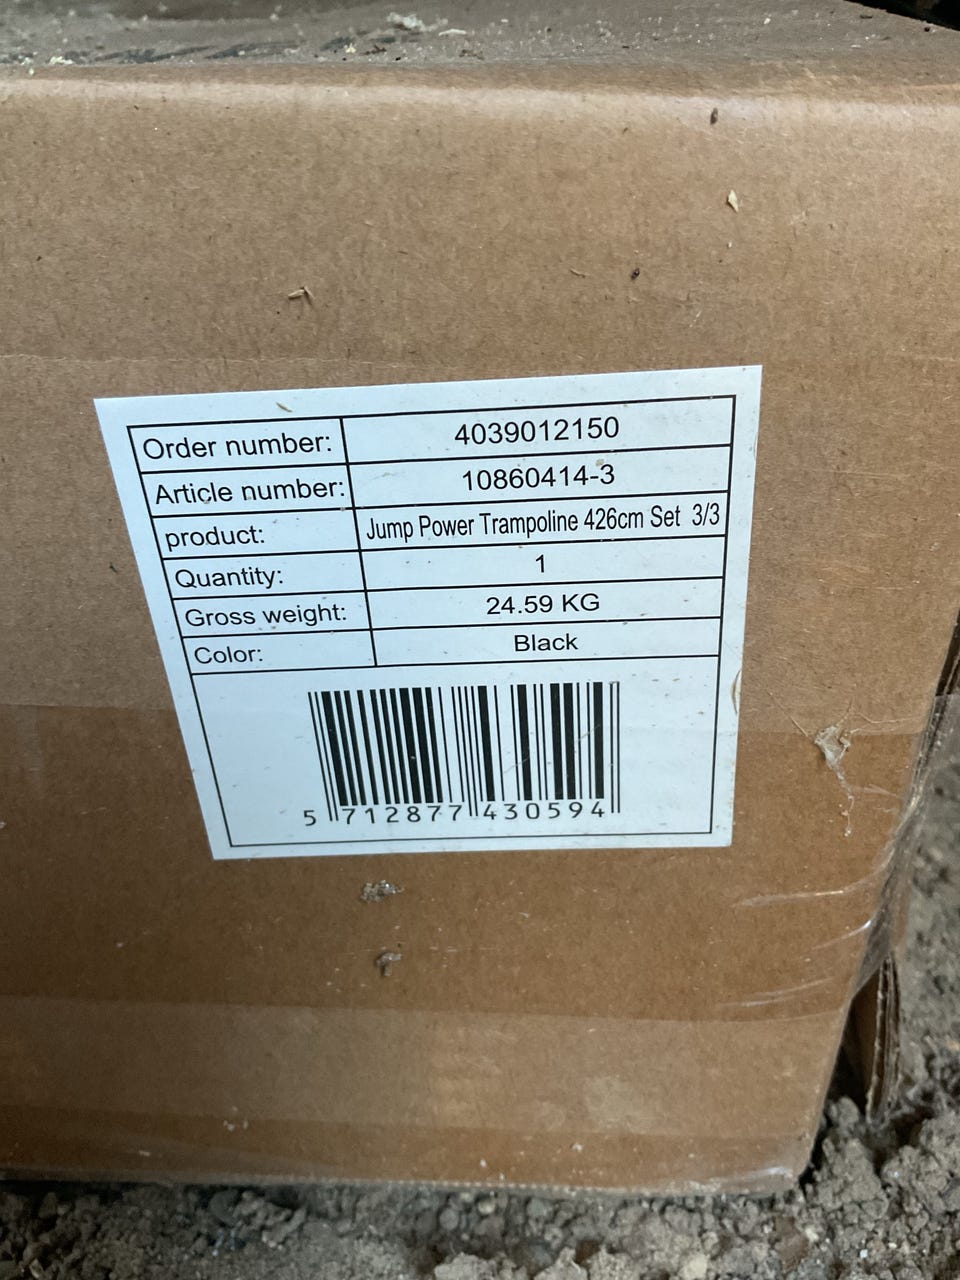 Order number: 4039012150
Article number: 10860414-3
product: Jump Power Trampoline 426cm Set 3/3
Quantity: 1
Gross weight: 24.59 KG
Color: Black
5 712877 430594